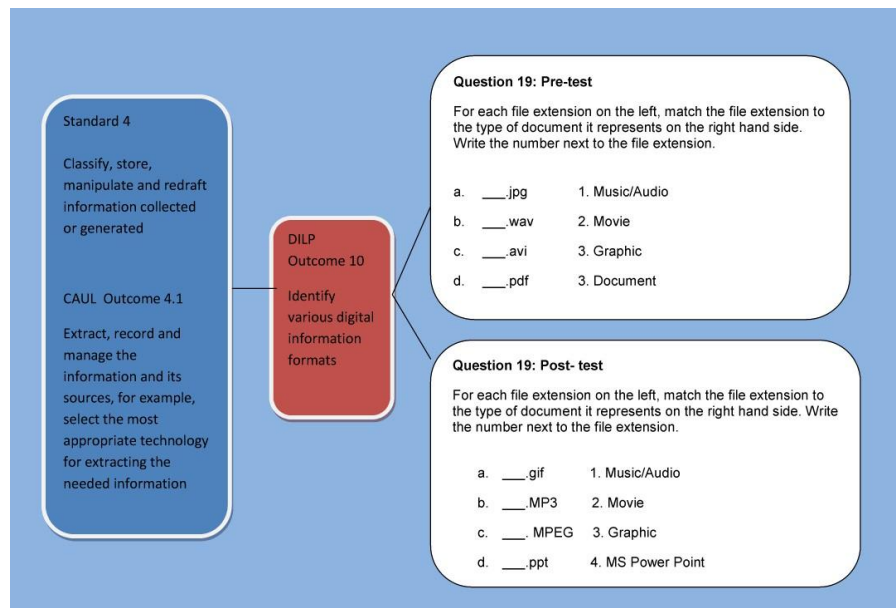 Standard 4
Classify, store,
manipulate and redraft
information collected
or generated
CAUL  Outcome 4.1
Extract, record and
manage the
information and its
sources, for example,
select the most
appropriate technology
for extracting the
needed information
DILP
Outcome 10
Identify
various digital
information
formats
Question 19: Pre-test
For each file extension on the left, match the file extension to
the type of document it represents on the right hand side.
Write the number next to the file extension.
a. ___.jpg 1. Music/Audio
b. ___.wav 2. Movie
c. ___.avi 3. Graphic
d. ___.pdf 3. Document
Question 19: Post- test
For each file extension on the left, match the file extension to
the type of document it represents on the right hand side. Write
the number next to the file extension.
a. ___.gif 1. Music/Audio
b. ___.MP3 2. Movie
c. ___. MPEG 3. Graphic
d. ___.ppt 4. MS Power Point